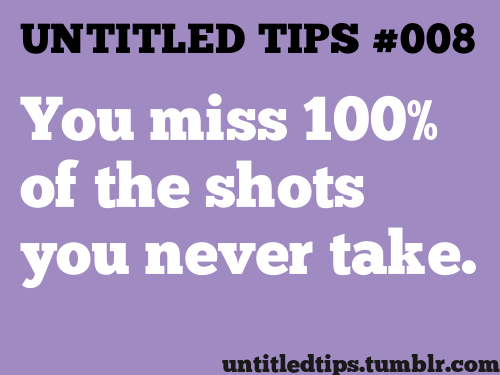 UNTITLED TIPS #008
You miss 100%
of the shots
you never take.
untitledtips.tumblr.com